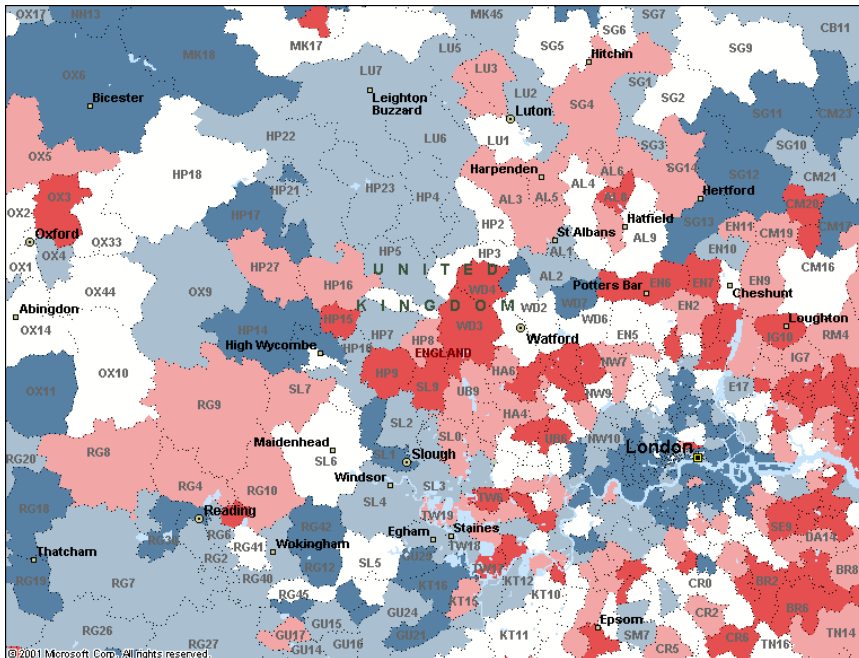 OX17
NN13
MK45
SG7
MK17
SG6
CB11
MK18
LU5
SG5
Hitchin
SG9
OX6
LU7
LU3
SG1
Bicester
Leighton
Buzzard
LU2
SG4
SG2
Luton
SG11
CM23
HP22
LU6
LU1
SG3
SG10
OX5
HP18
HP21
HP23
HP4
Harpenden
AL6
SG14
SG12
CM21
OX3
AL3
AL5
AL4
AL8
Hertford
CM20
OX2
HP17
HP2
Hatfield
SG13
EN11
CM17
Oxford
OX33
HP5
St Albans
AL1
AL9
EN10
CM19
OX4
HP3
OX1
HP27
UNITED
AL2
CM16
OX44
OX9
HP16
WD4
Potters Bar
EN6
EN7
EN9
Cheshunt
KINGDOM
WD7
WD2
EN2
Abingdon
OX14
HP15
WD3
WD6
Loughton
HP14
HP7
Watford
EN5
IG10
RM4
High Wycombe
HP10
HP8
ENGLAND
IG7
OX10
HP9
HA6
NW7
OX11
SL7
SL9
UB9
NW9
E17
RG9
HA4
SL2
Maidenhead
SL0
UB6
NW10
London
RG20
RG8
SL6
SL1
Slough
Windsor
SL3
RG4
RG10
SL4
TW6
RG18
Reading
TW19
RG6
RG42
Egham
Staines
SE9
RG30
RG41
Wokingham
TW18
DA14
Thatcham
RG2
GU25
RG12
SL5
TW17
RG19
RG7
RG40
KT16
KT12
CR0
BR2
BR8
RG45
KT15
KT10
GU24
BR6
GU15
Epsom
CR2
RG26
GU17
GU21
KT11
SM7
CR6
TN14
RG27
GU14
GU16
CR5
TN16
© 2001 Microsoft Corp. All rights reserved.